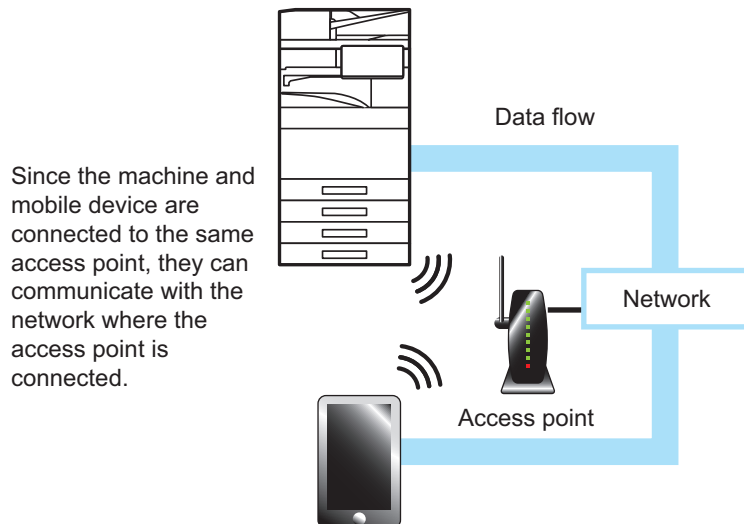 Data flow
Since the machine and
mobile device are
connected to the same
access point, they can
communicate with the
network where the
access point is
connected.
Network
Access point